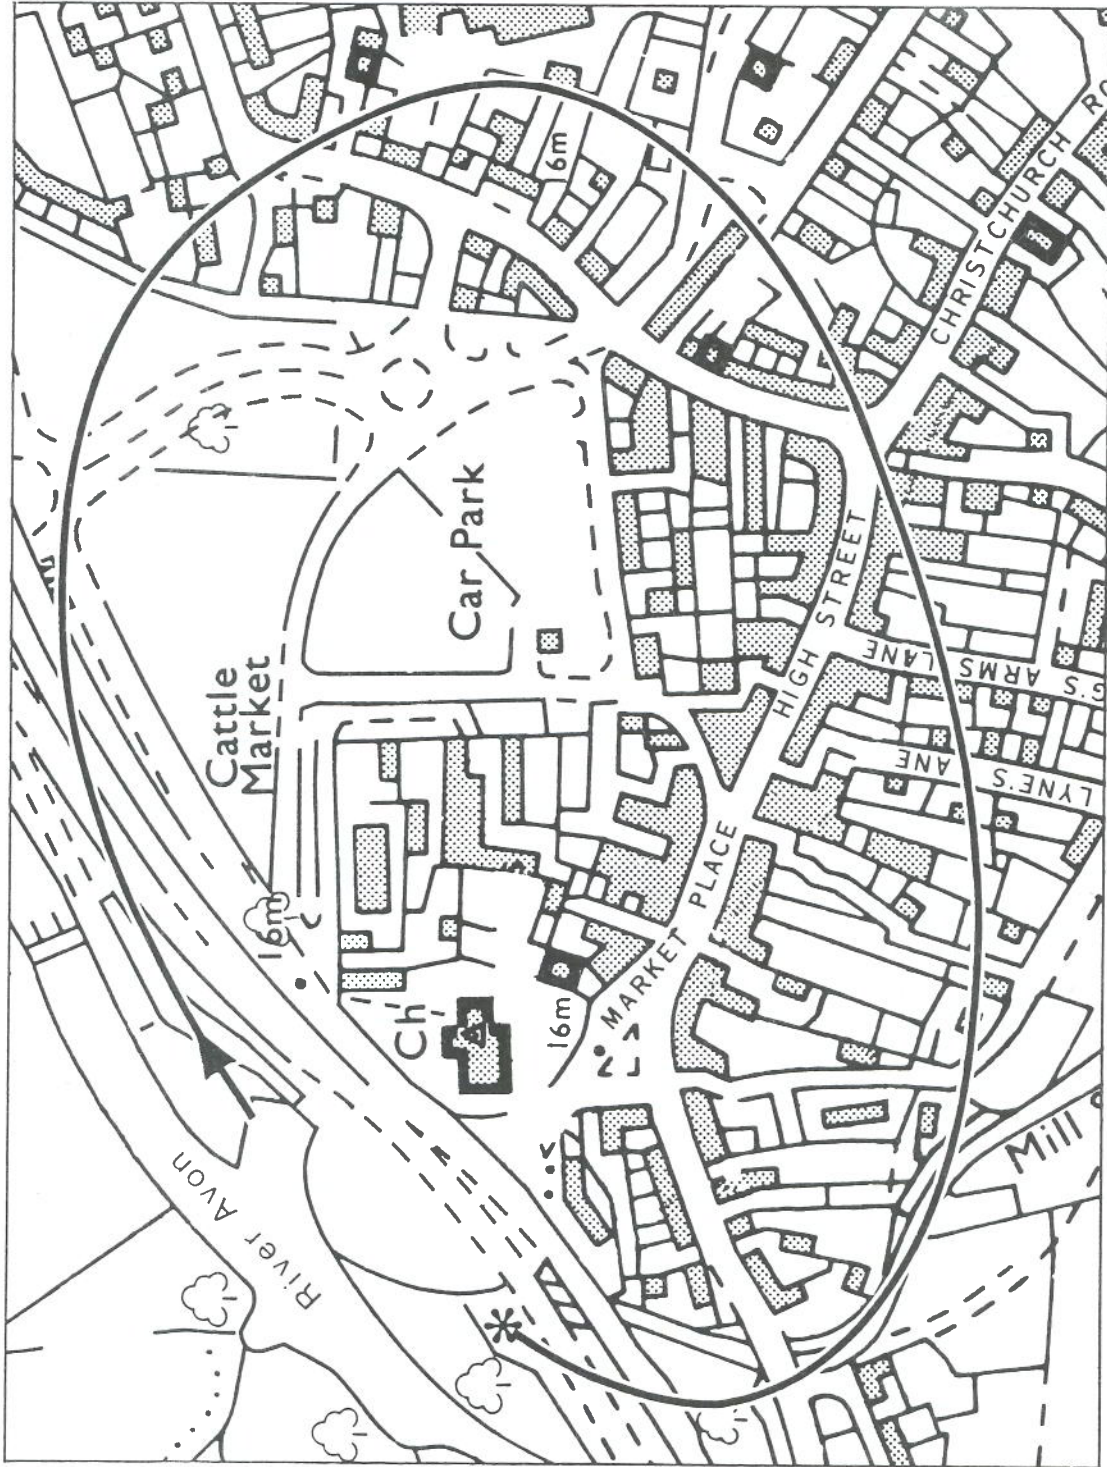 6m
CHRISTCHURCH RO
Car Park
Cattle
Market
HIGH STREET
G'S ARMS LANE
LYNE'S ANE
MARKET PLACE
16m
Ch
16m
River Avon
Mill